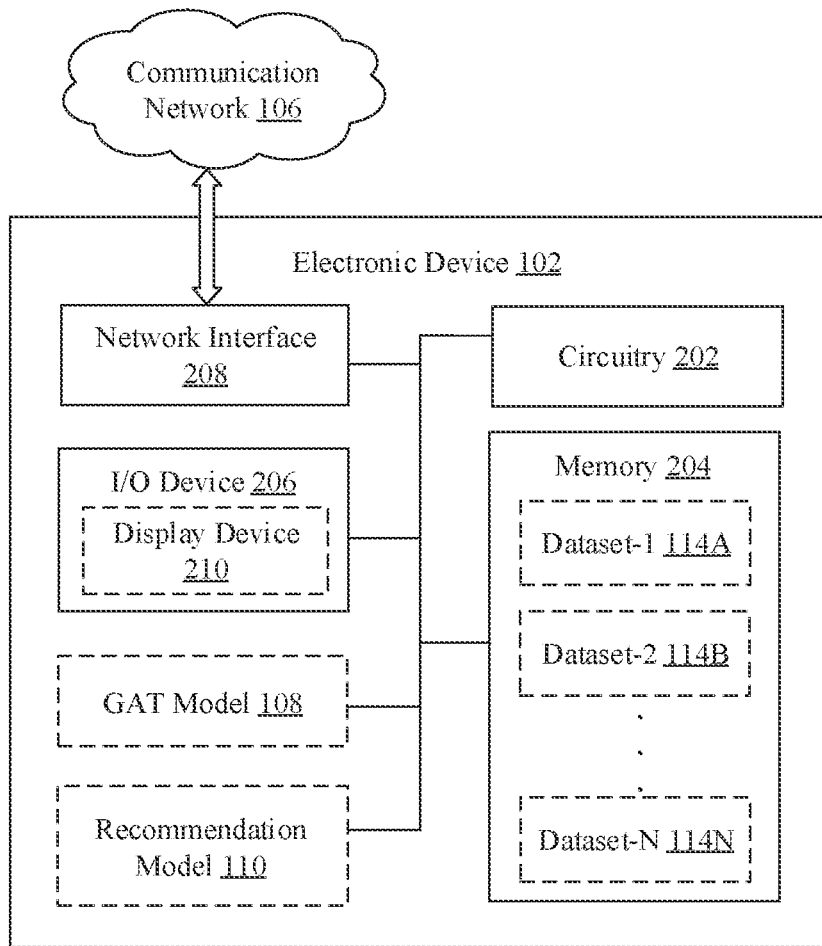 Communication
Network 106
Electronic Device 102
Network Interface
208
Circuitry 202
I/O Device 206
Display Device
210
Memory 204
Dataset-1 114A
Dataset-2 114B
GAT Model 108
Recommendation
Model 110
Dataset-N 114N